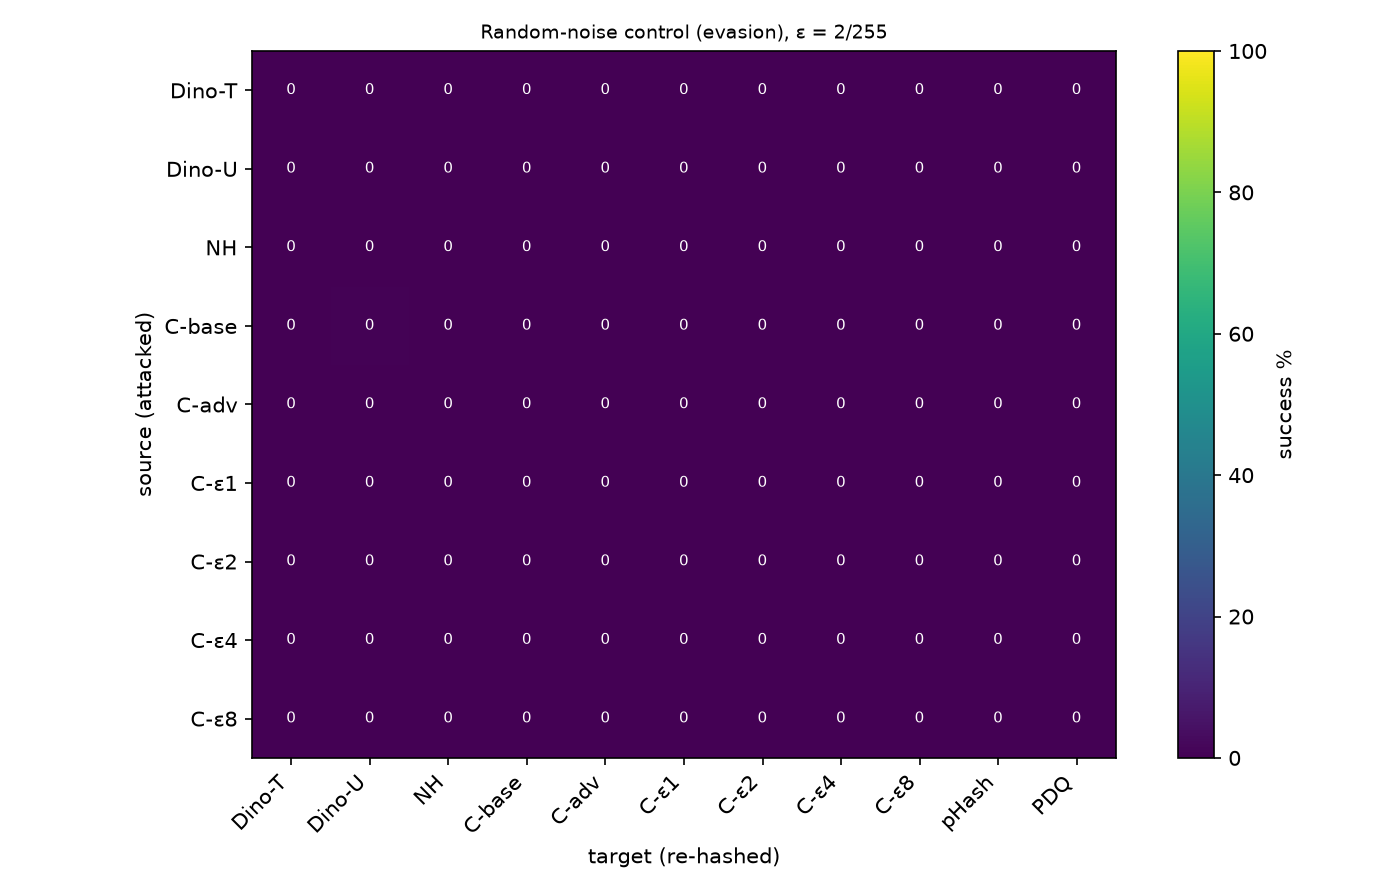 Random-noise control (evasion), ε = 2/255
source (attacked)
Dino-T 0 0 0 0 0 0 0 0 0 0 0
Dino-U 0 0 0 0 0 0 0 0 0 0 0
NH 0 0 0 0 0 0 0 0 0 0 0
C-base 0 0 0 0 0 0 0 0 0 0 0
C-adv 0 0 0 0 0 0 0 0 0 0 0
C-ε1 0 0 0 0 0 0 0 0 0 0 0
C-ε2 0 0 0 0 0 0 0 0 0 0 0
C-ε4 0 0 0 0 0 0 0 0 0 0 0
C-ε8 0 0 0 0 0 0 0 0 0 0 0
Dino-T Dino-U NH C-base C-adv C-ε1 C-ε2 C-ε4 C-ε8 pHash PDQ
target (re-hashed)
100
80
60
40
20
0
success %